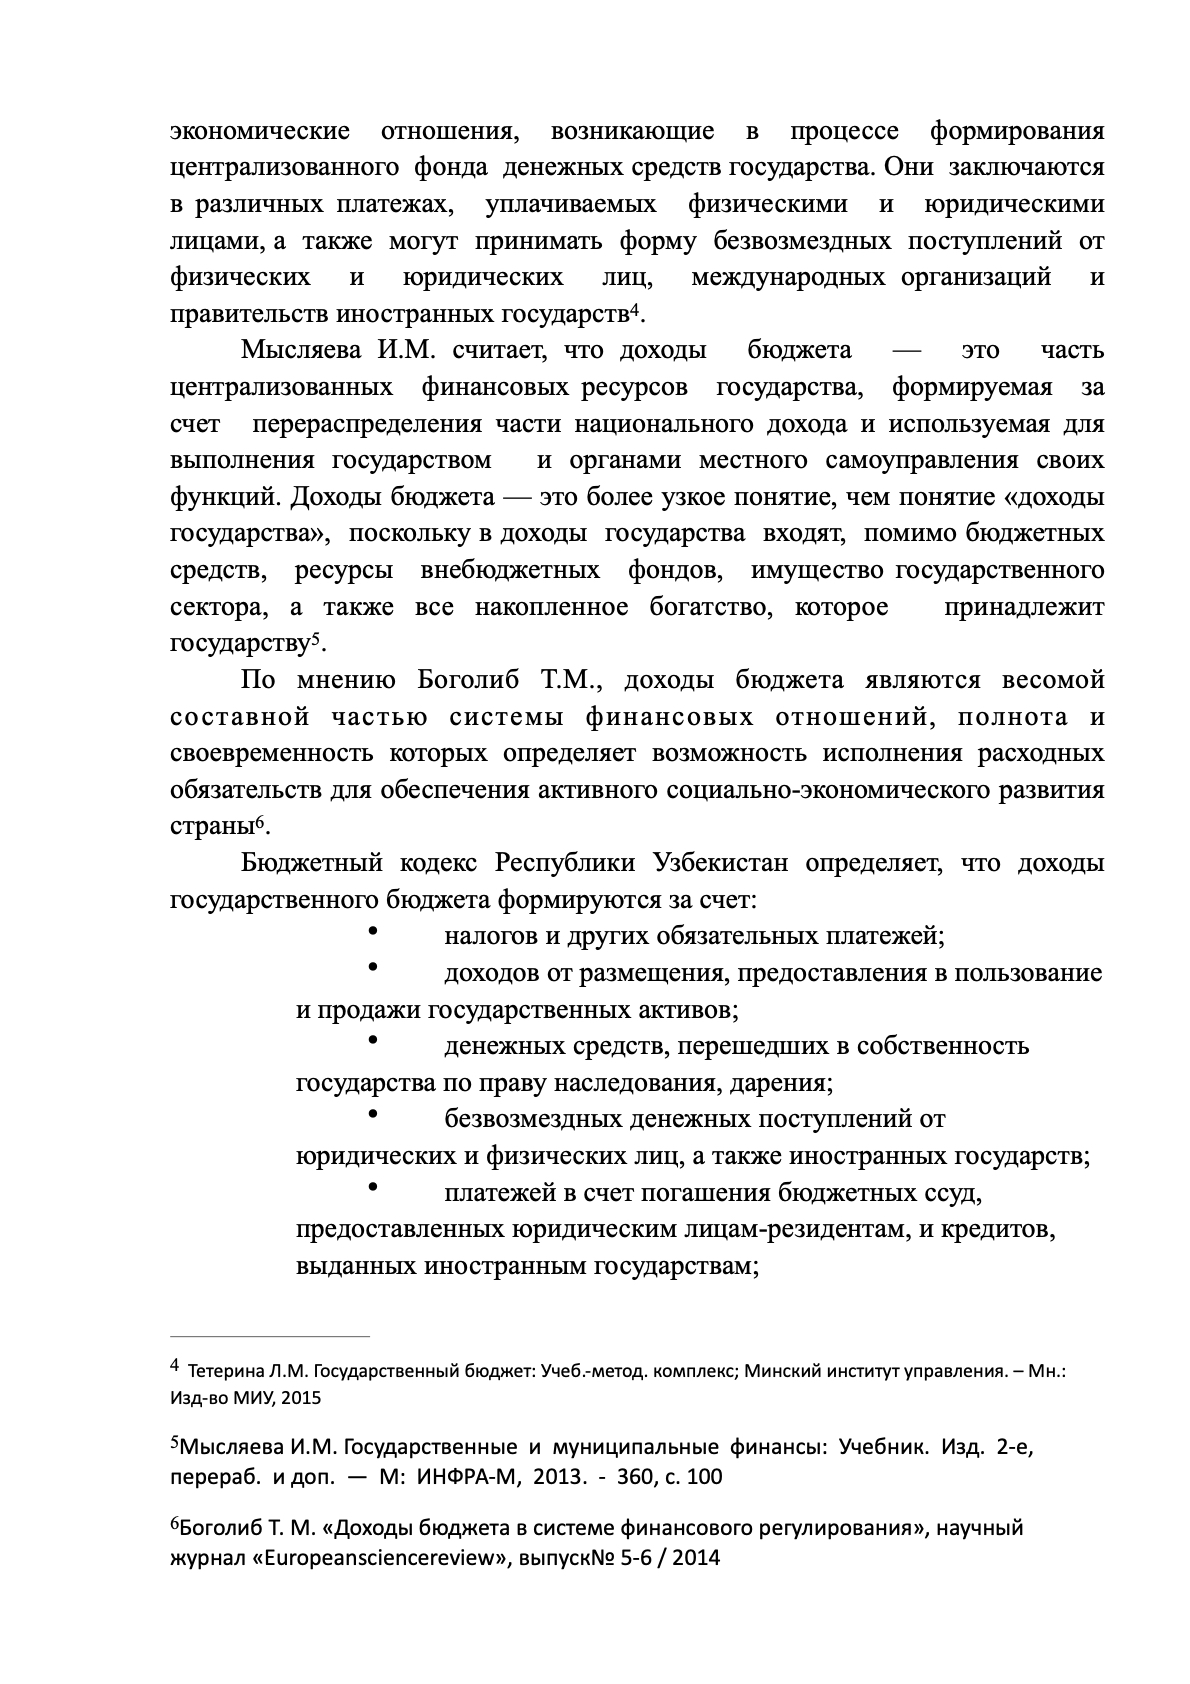 экономические отношения, возникающие в процессе формирования
централизованного фонда денежных средств государства. Они заключаются
в различных платежах, уплачиваемых физическими и юридическими
лицами, а также могут принимать форму безвозмездных поступлений от
физических и юридических лиц, международных организаций и
правительств иностранных государств4.
Мысляева И.М. считает, что доходы бюджета — это часть
централизованных финансовых ресурсов государства, формируемая за
счет перераспределения части национального дохода и используемая для
выполнения государством и органами местного самоуправления своих
функций. Доходы бюджета — это более узкое понятие, чем понятие «доходы
государства», поскольку в доходы государства входят, помимо бюджетных
средств, ресурсы внебюджетных фондов, имущество государственного
сектора, а также все накопленное богатство, которое принадлежит
государству5.
По мнению Боголиб Т.М., доходы бюджета являются весомой
составной частью системы финансовых отношений, полнота и
своевременность которых определяет возможность исполнения расходных
обязательств для обеспечения активного социально-экономического развития
страны6.
Бюджетный кодекс Республики Узбекистан определяет, что доходы
государственного бюджета формируются за счет:
• налогов и других обязательных платежей;
• доходов от размещения, предоставления в пользование
и продажи государственных активов;
• денежных средств, перешедших в собственность
государства по праву наследования, дарения;
• безвозмездных денежных поступлений от
юридических и физических лиц, а также иностранных государств;
• платежей в счет погашения бюджетных ссуд,
предоставленных юридическим лицам-резидентам, и кредитов,
выданных иностранным государствам;
4 Тетерина Л.М. Государственный бюджет: Учеб.-метод. комплекс; Минский институт управления. – Мн.:
Изд-во МИУ, 2015
5Мысляева И.М. Государственные и муниципальные финансы: Учебник. Изд. 2-е,
перераб. и доп. — М: ИНФРА-М, 2013. - 360, с. 100
6Боголиб Т. М. «Доходы бюджета в системе финансового регулирования», научный
журнал «Europeansciencereview», выпуск№ 5-6 / 2014